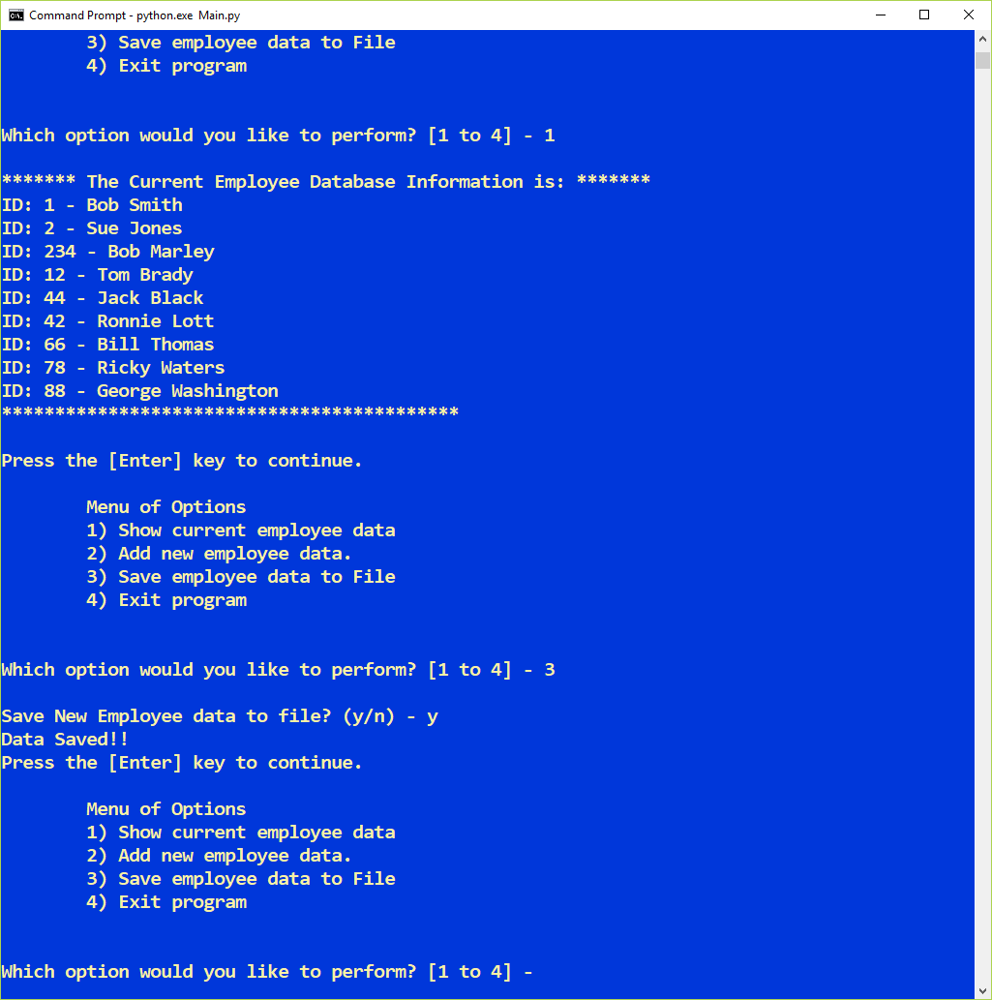 Command Prompt - python.exe Main.py
3) Save employee data to File
4) Exit program
Which option would you like to perform? [1 to 4] - 1
******* The Current Employee Database Information is: *******
ID: 1 - Bob Smith
ID: 2 - Sue Jones
ID: 234 - Bob Marley
ID: 12 - Tom Brady
ID: 44 - Jack Black
ID: 42 - Ronnie Lott
ID: 66 - Bill Thomas
ID: 78 - Ricky Waters
ID: 88 - George Washington
*******************************************
Press the [Enter] key to continue.
Menu of Options
1) Show current employee data
2) Add new employee data.
3) Save employee data to File
4) Exit program
Which option would you like to perform? [1 to 4] - 3
Save New Employee data to file? (y/n) - y
Data Saved!!
Press the [Enter] key to continue.
Menu of Options
1) Show current employee data
2) Add new employee data.
3) Save employee data to File
4) Exit program
Which option would you like to perform? [1 to 4] -